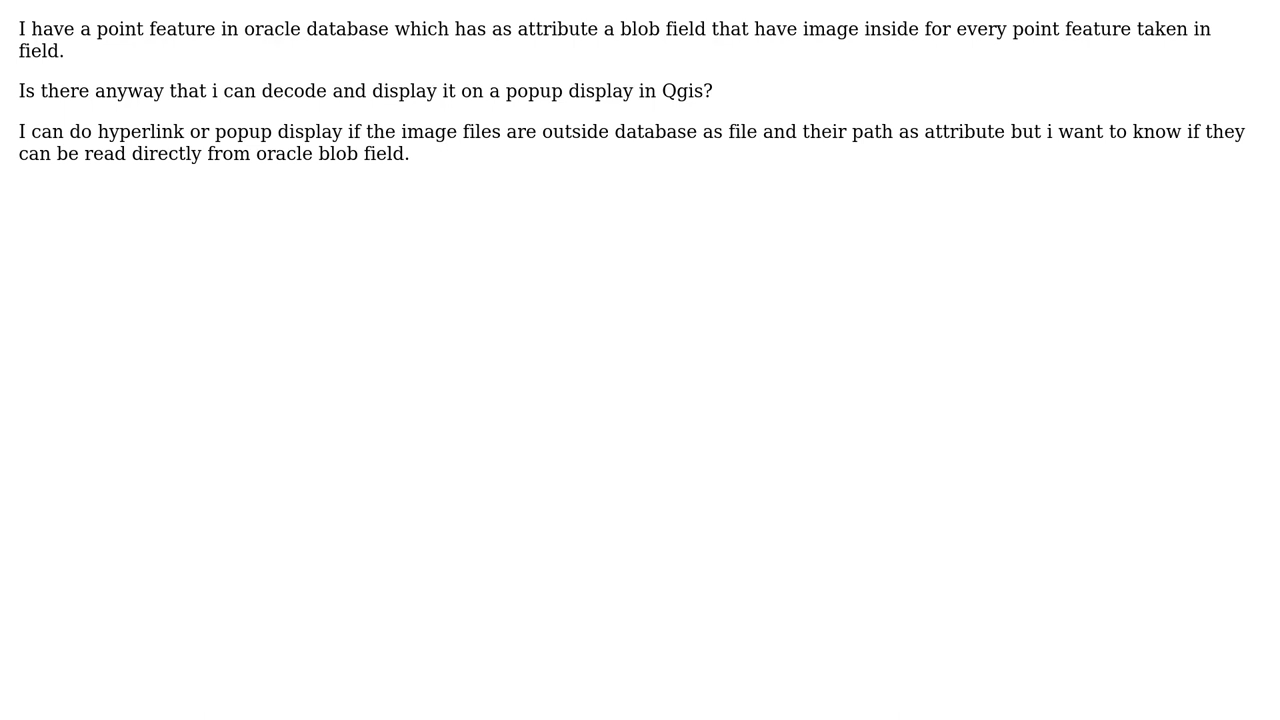 I have a point feature in oracle database which has as attribute a blob field that have image inside for every point feature taken in
field.
Is there anyway that i can decode and display it on a popup display in Qgis?
I can do hyperlink or popup display if the image files are outside database as file and their path as attribute but i want to know if they
can be read directly from oracle blob field.